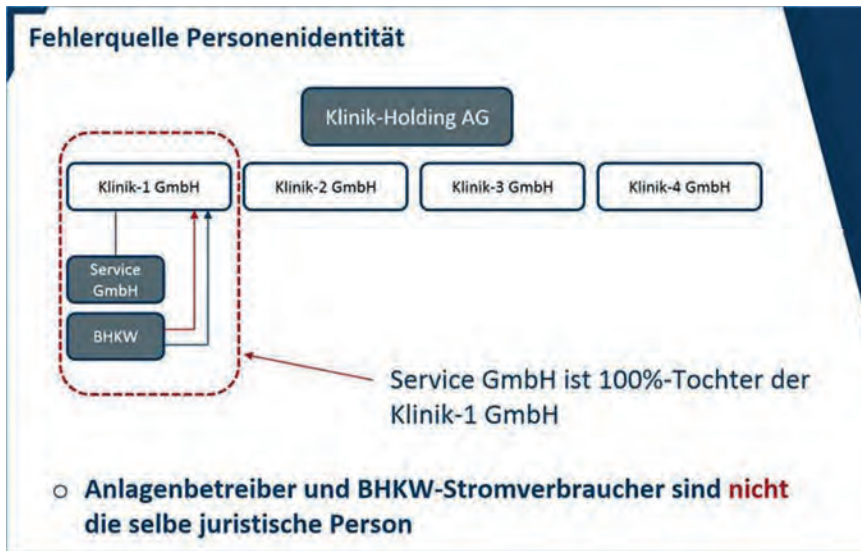 Fehlerquelle Personenidentität
Klinik-Holding AG
Klinik-1 GmbH
Klinik-2 GmbH
Klinik-3 GmbH
Klinik-4 GmbH
Service
GmbH
BHKW
Service GmbH ist 100%-Tochter der
Klinik-1 GmbH
o Anlagenbetreiber und BHKW-Stromverbraucher sind nicht
die selbe juristische Person